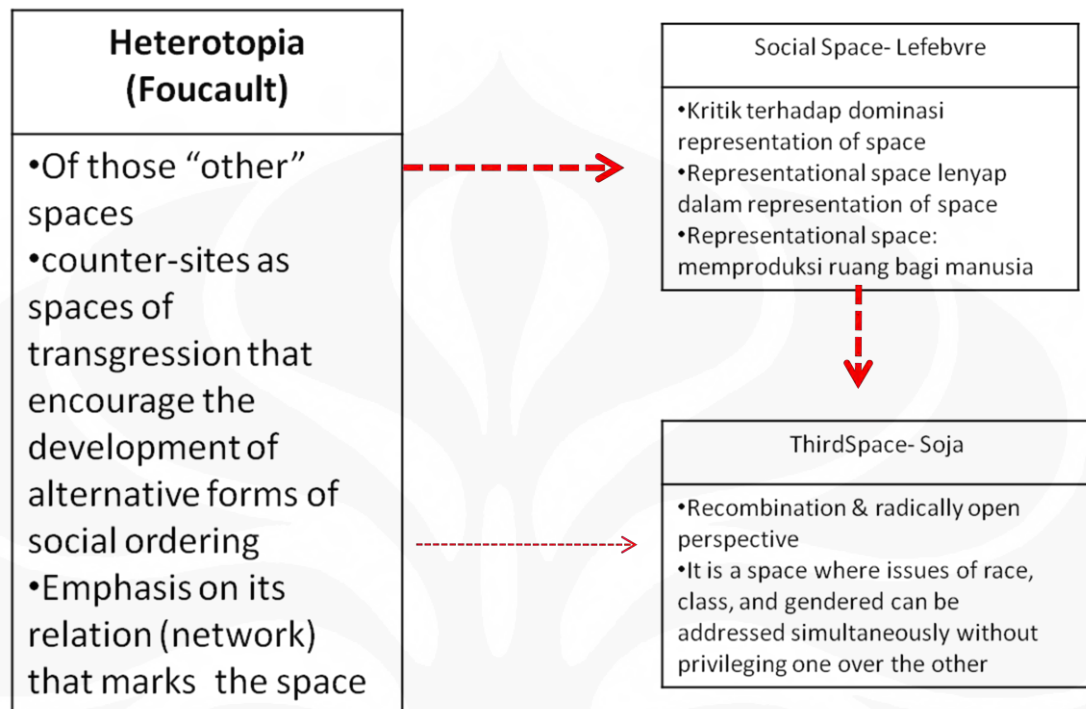 Heterotopia
(Foucault)
•Of those “other”
spaces
•counter-sites as
spaces of
transgression that
encourage the
development of
alternative forms of
social ordering
•Emphasis on its
relation (network)
that marks the space
Social Space- Lefebvre
•Kritik terhadap dominasi
representation of space
•Representational space lenyap
dalam representation of space
•Representational space:
memproduksi ruang bagi manusia
ThirdSpace- Soja
•Recombination & radically open
perspective
•It is a space where issues of race,
class, and gendered can be
addressed simultaneously without
privileging one over the other